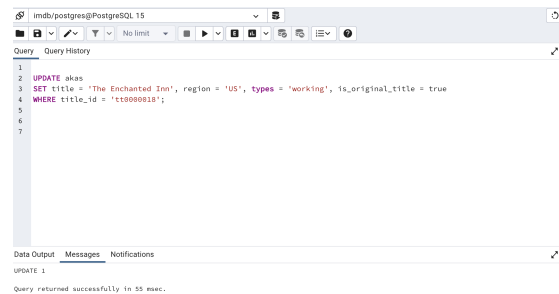 imdb/postgres@PostgreSQL 15
No limit
Query Query History
1
2 UPDATE akas
3 SET title = 'The Enchanted Inn', region = 'US', types = 'working', is_original_title = true
4 WHERE title_id = 'tt0000018';
5
6
7
Data Output Messages Notifications
UPDATE 1
Query returned successfully in 55 msec.